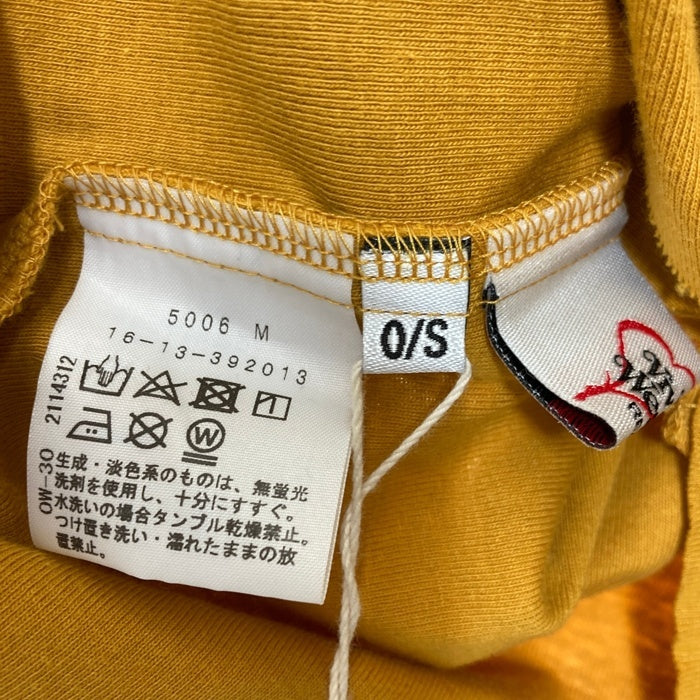 5006 M
16-13-392013
2114312
W
OW-30
生成・淡色系のものは、無蛍光
洗剤を使用し、十分にすすぐ。
水洗いの場合タンブル乾燥禁止。
つけ置き洗い・濡れたままの放
置禁止。
O/S